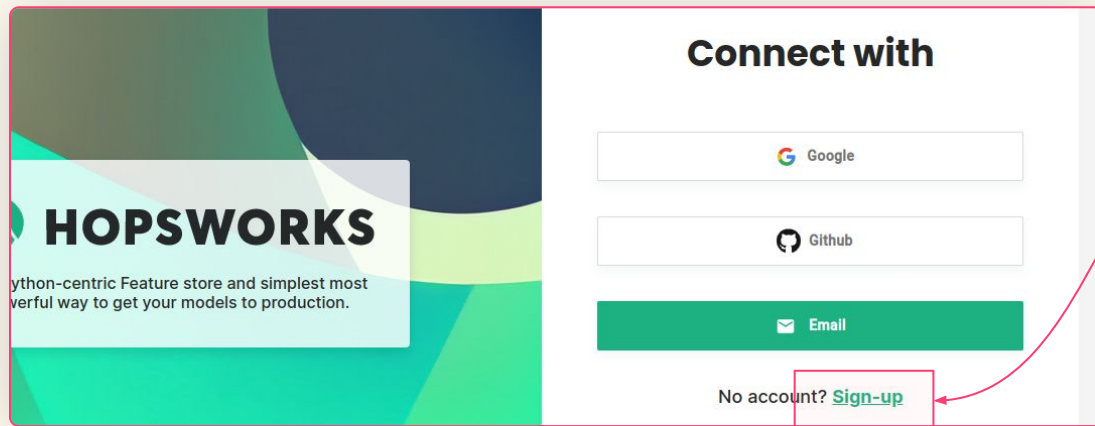 Connect with
Google
Github
Email
No account? Sign-up
HOPSWORKS
ython-centric Feature store and simplest most
werful way to get your models to production.